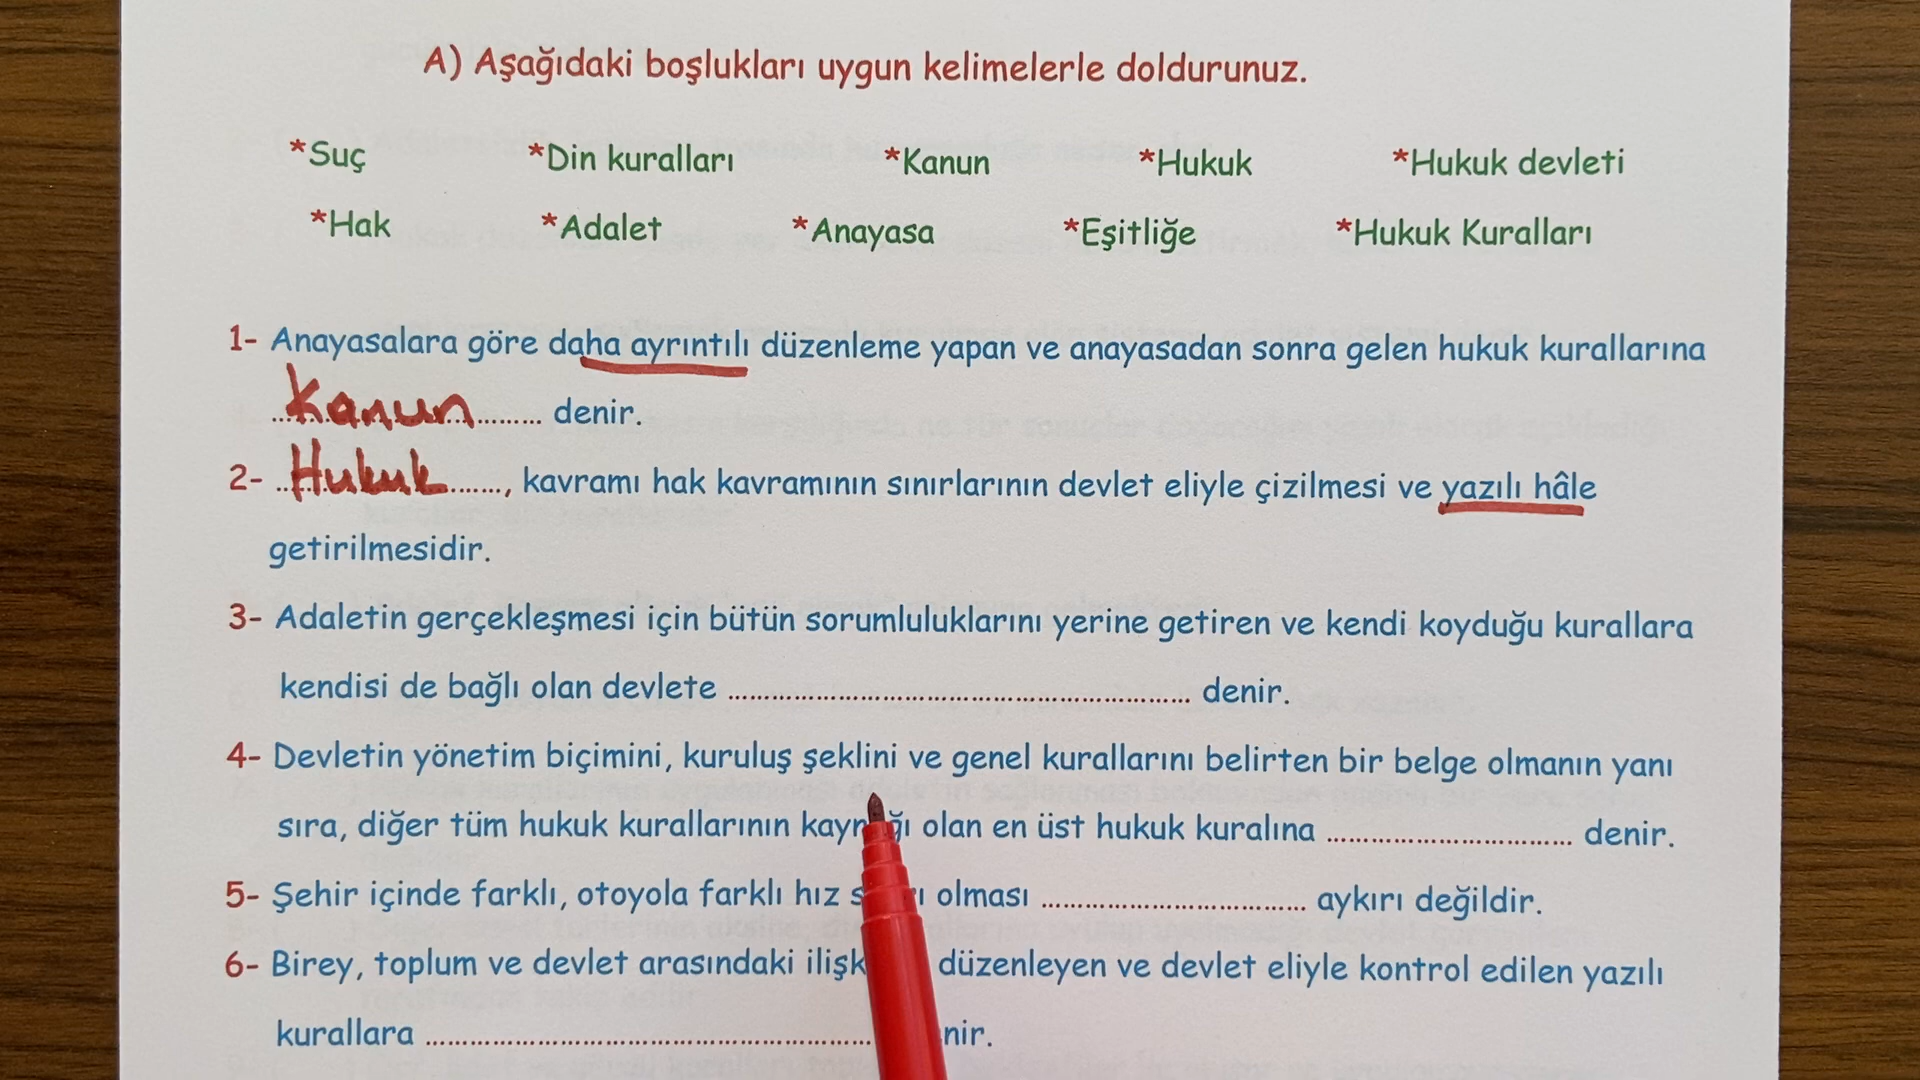 A) Aşağıdaki boşlukları uygun kelimelerle doldurunuz.
*Suç *Din kuralları *Kanun *Hukuk *Hukuk devleti
*Hak *Adalet *Anayasa *Eşitliğe *Hukuk Kuralları
1- Anayasalara göre daha ayrıntılı düzenleme yapan ve anayasadan sonra gelen hukuk kurallarına
Kanun denir.
2- Hukuk, kavramı hak kavramının sınırlarının devlet eliyle çizilmesi ve yazılı hâle
getirilmesidir.
3- Adaletin gerçekleşmesi için bütün sorumluluklarını yerine getiren ve kendi koyduğu kurallara
kendisi de bağlı olan devlete ........................................ denir.
4- Devletin yönetim biçimini, kuruluş şeklini ve genel kurallarını belirten bir belge olmanın yanı
sıra, diğer tüm hukuk kurallarının olan en üst hukuk kuralına ........................ denir.
5- Şehir içinde farklı, otoyola farklı hız olması ........................ aykırı değildir.
6- Birey, toplum ve devlet arasındaki düzenleyen ve devlet eliyle kontrol edilen yazılı
kurallara ........................................